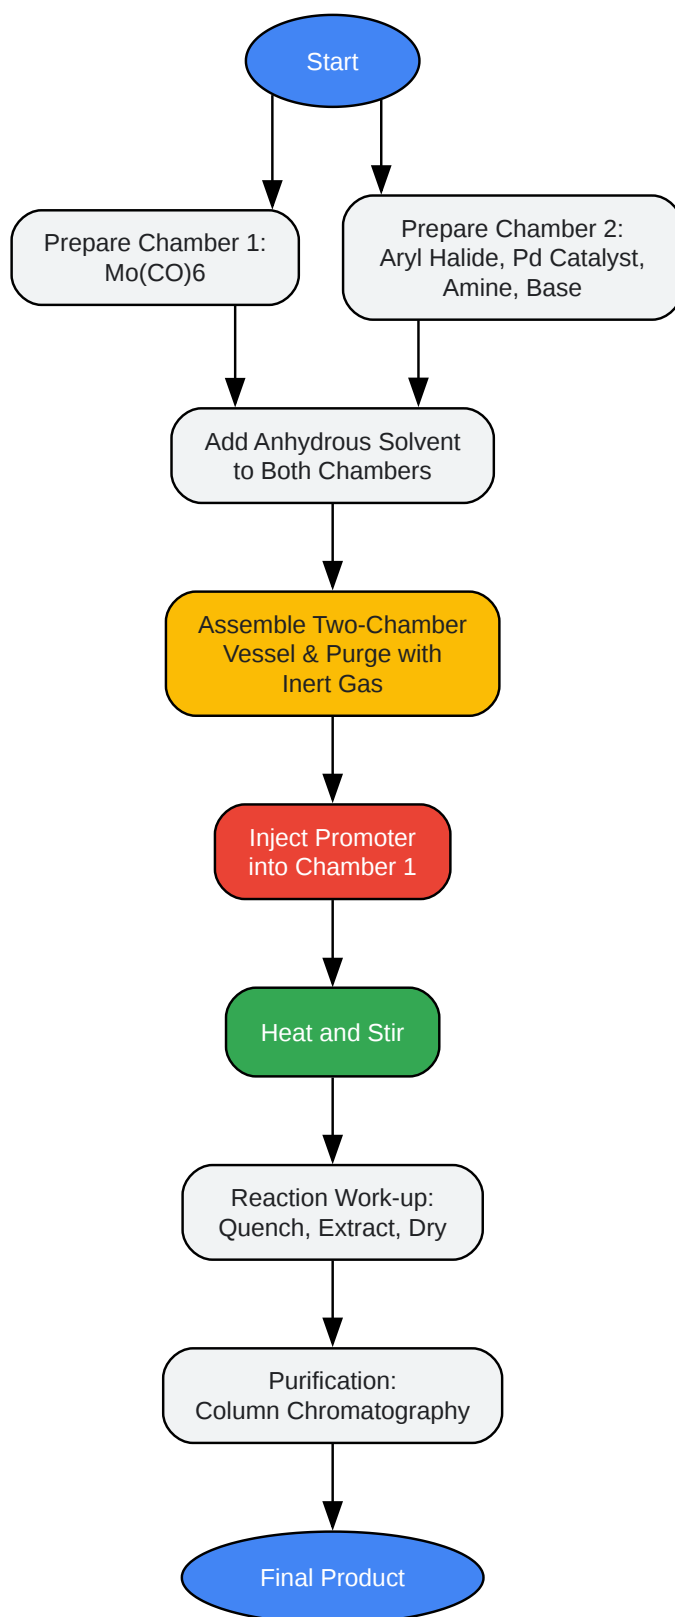 Start
Prepare Chamber 1:
Mo(CO)6
Prepare Chamber 2:
Aryl Halide, Pd Catalyst,
Amine, Base
Add Anhydrous Solvent
to Both Chambers
Assemble Two-Chamber
Vessel & Purge with
Inert Gas
Inject Promoter
into Chamber 1
Heat and Stir
Reaction Work-up:
Quench, Extract, Dry
Purification:
Column Chromatography
Final Product